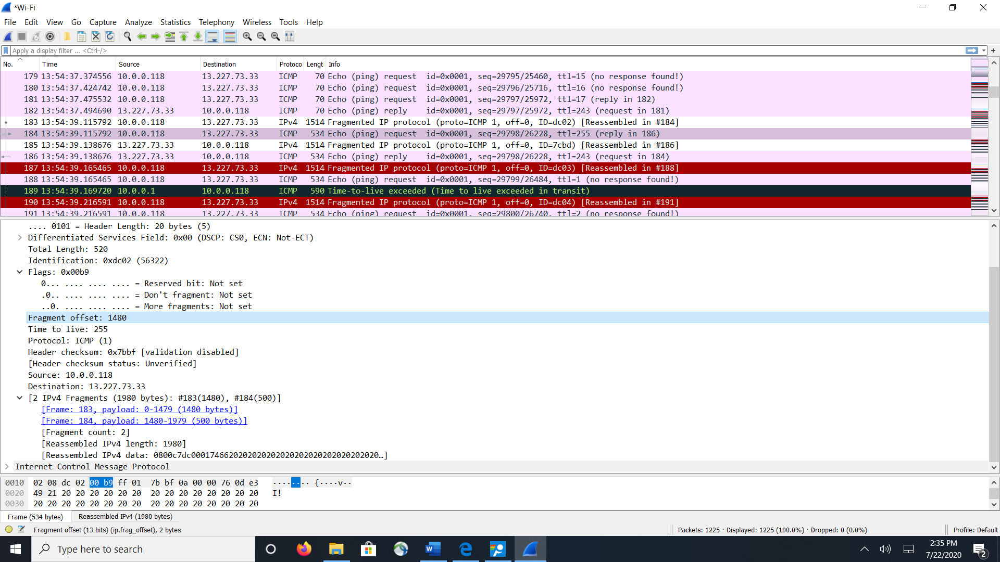 *Wi-Fi
File Edit View Go Capture Analyze Statistics Telephony Wireless Tools Help
Apply a display filter ... <Ctrl-/>
No. Time Source Destination Protoco Lengt Info
179 13:54:37.374556 10.0.0.118 13.227.73.33 ICMP 70 Echo (ping) request id=0x0001, seq=29795/25460, ttl=15 (no response found!)
180 13:54:37.424742 10.0.0.118 13.227.73.33 ICMP 70 Echo (ping) request id=0x0001, seq=29796/25716, ttl=16 (no response found!)
181 13:54:37.475532 10.0.0.118 13.227.73.33 ICMP 70 Echo (ping) request id=0x0001, seq=29797/25972, ttl=17 (reply in 182)
182 13:54:37.494690 13.227.73.33 10.0.0.118 ICMP 70 Echo (ping) reply id=0x0001, seq=29797/25972, ttl=243 (request in 181)
183 13:54:39.115792 10.0.0.118 13.227.73.33 IPv4 1514 Fragmented IP protocol (proto=ICMP 1, off=0, ID=dc02) [Reassembled in #184]
184 13:54:39.115792 10.0.0.118 13.227.73.33 ICMP 534 Echo (ping) request id=0x0001, seq=29798/26228, ttl=255 (reply in 186)
185 13:54:39.138676 13.227.73.33 10.0.0.118 IPv4 1514 Fragmented IP protocol (proto=ICMP 1, off=0, ID=7cbd) [Reassembled in #186]
186 13:54:39.138676 13.227.73.33 10.0.0.118 ICMP 534 Echo (ping) reply id=0x0001, seq=29798/26228, ttl=243 (request in 184)
187 13:54:39.165465 10.0.0.118 13.227.73.33 IPv4 1514 Fragmented IP protocol (proto=ICMP 1, off=0, ID=dc03) [Reassembled in #188]
188 13:54:39.165465 10.0.0.118 13.227.73.33 ICMP 534 Echo (ping) request id=0x0001, seq=29799/26484, ttl=1 (no response found!)
189 13:54:39.169720 10.0.0.1 10.0.0.118 ICMP 590 Time-to-live exceeded (Time to live exceeded in transit)
190 13:54:39.216591 10.0.0.118 13.227.73.33 IPv4 1514 Fragmented IP protocol (proto=ICMP 1, off=0, ID=dc04) [Reassembled in #191]
191 13:54:39.216591 10.0.0.118 13.227.73.33 ICMP 534 Echo (ping) request id=0x0001, seq=29800/26740, ttl=2 (no response found!)
.... 0101 = Header Length: 20 bytes (5)
Differentiated Services Field: 0x00 (DSCP: CS0, ECN: Not-ECT)
Total Length: 520
Identification: 0xdc02 (56322)
Flags: 0x00b9
0... .... .... .... = Reserved bit: Not set
.0.. .... .... .... = Don't fragment: Not set
..0. .... .... .... = More fragments: Not set
Fragment offset: 1480
Time to live: 255
Protocol: ICMP (1)
Header checksum: 0x7bbf [validation disabled]
[Header checksum status: Unverified]
Source: 10.0.0.118
Destination: 13.227.73.33
[2 IPv4 Fragments (1980 bytes): #183(1480), #184(500)]
[Frame: 183, payload: 0-1479 (1480 bytes)]
[Frame: 184, payload: 1480-1979 (500 bytes)]
[Fragment count: 2]
[Reassembled IPv4 length: 1980]
[Reassembled IPv4 data: 0800c7dc000174662020202020202020202020202020202020…]
Internet Control Message Protocol
0010 02 08 dc 02 00 b9 ff 01 7b bf 0a 00 00 76 0d e3 ········ {····v··
0020 49 21 20 20 20 20 20 20 20 20 20 20 20 20 20 20 I!
0030 20 20 20 20 20 20 20 20 20 20 20 20 20 20 20 20
Frame (534 bytes) Reassembled IPv4 (1980 bytes)
Fragment offset (13 bits) (ip.frag_offset), 2 bytes Packets: 1225 · Displayed: 1225 (100.0%) · Dropped: 0 (0.0%) Profile: Default
Type here to search
2:35 PM
7/22/2020
2